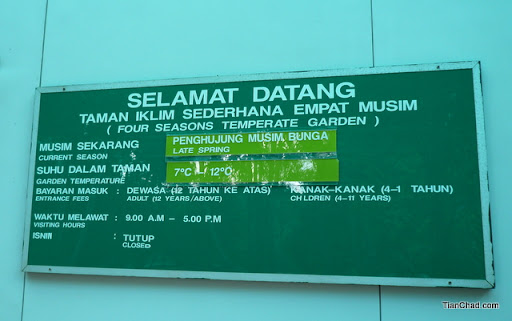 SELAMAT DATANG
TAMAN IKLIM SEDERHANA EMPAT MUSIM
( FOUR SEASONS TEMPERATE GARDEN )
MUSIM SEKARANG PENGHUJUNG MUSIM BUNGA
CURRENT SEASON LATE SPRING
SUHU DALAM TAMAN 7°C / 12°C
GARDEN TEMPERATURE
BAYARAN MASUK : DEWASA (12 TAHUN KE ATAS) KANAK-KANAK (4-1 TAHUN)
ENTRANCE FEES ADULT (12 YEARS/ABOVE) CHLDREN (4-11 YEARS)
WAKTU MELAWAT : 9.00 A.M - 5.00 P.M
VISITING HOURS
ISNIN : TUTUP
CLOSED
TianChad.com